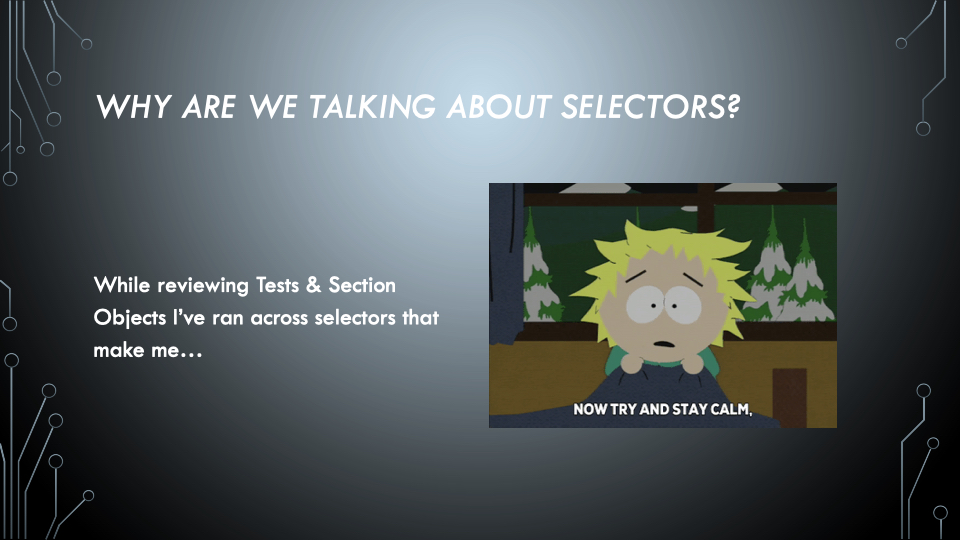 WHY ARE WE TALKING ABOUT SELECTORS?
While reviewing Tests & Section
Objects I've ran across selectors that
make me…
NOW TRY AND STAY CALM,